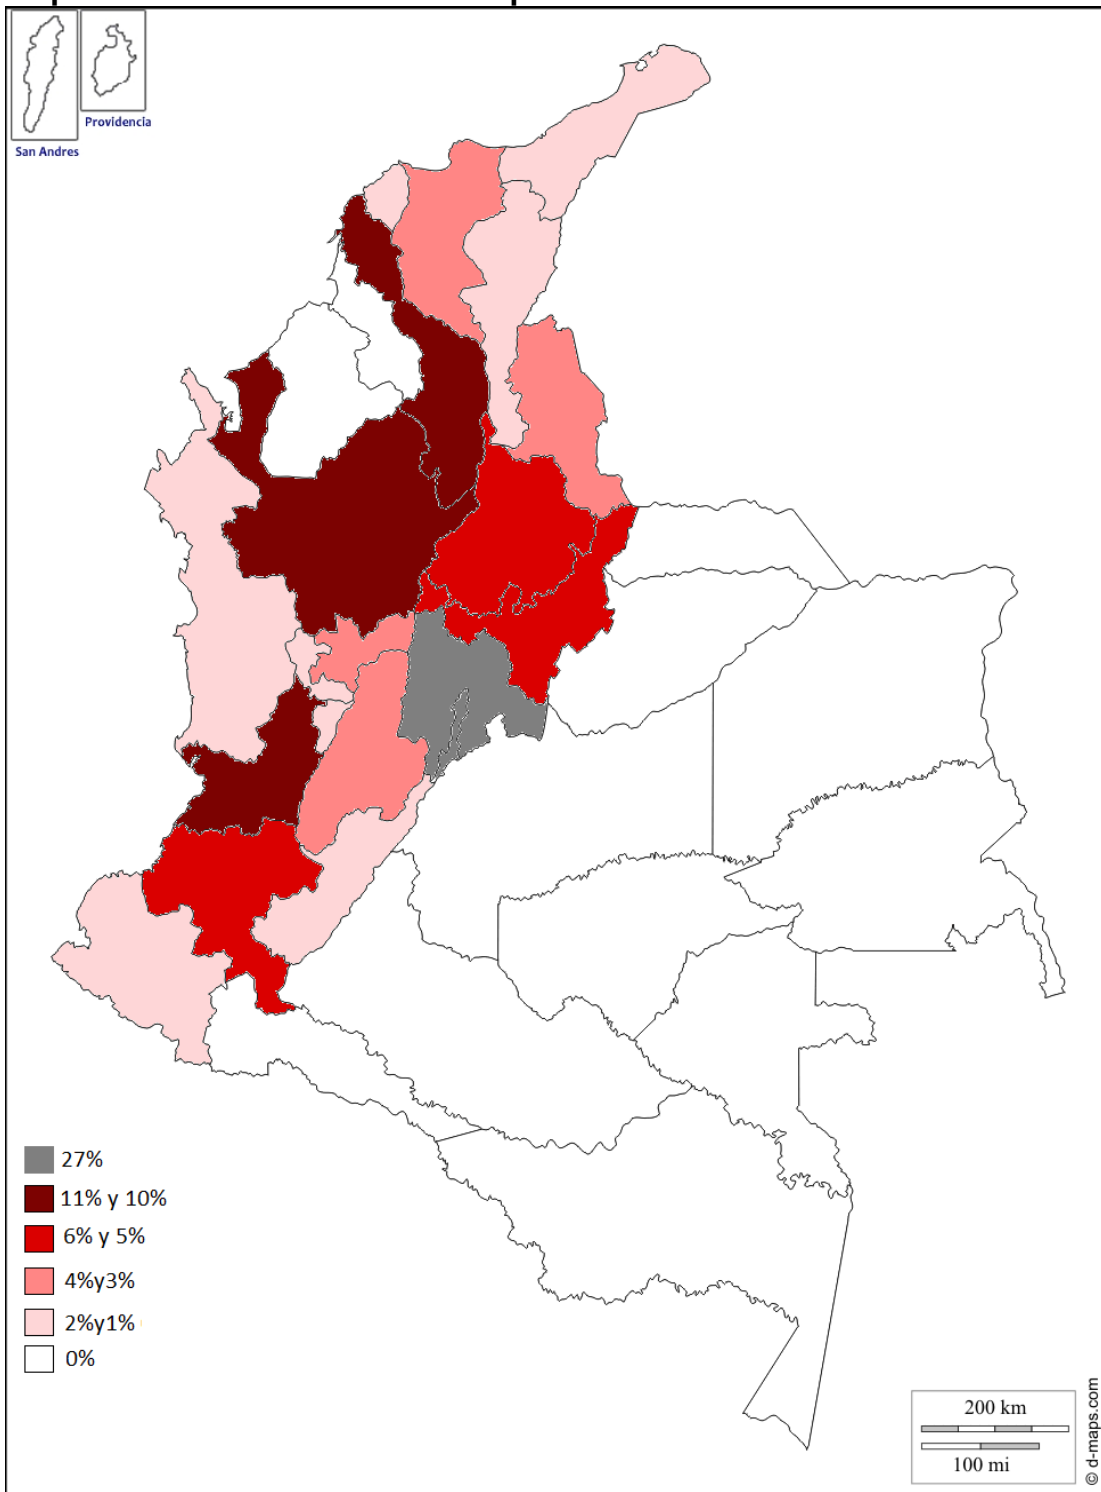 Providencia
San Andres
27%
11% y 10%
6% y 5%
4%y3%
2%y1%
0%
200 km
100 mi
© d-maps.com